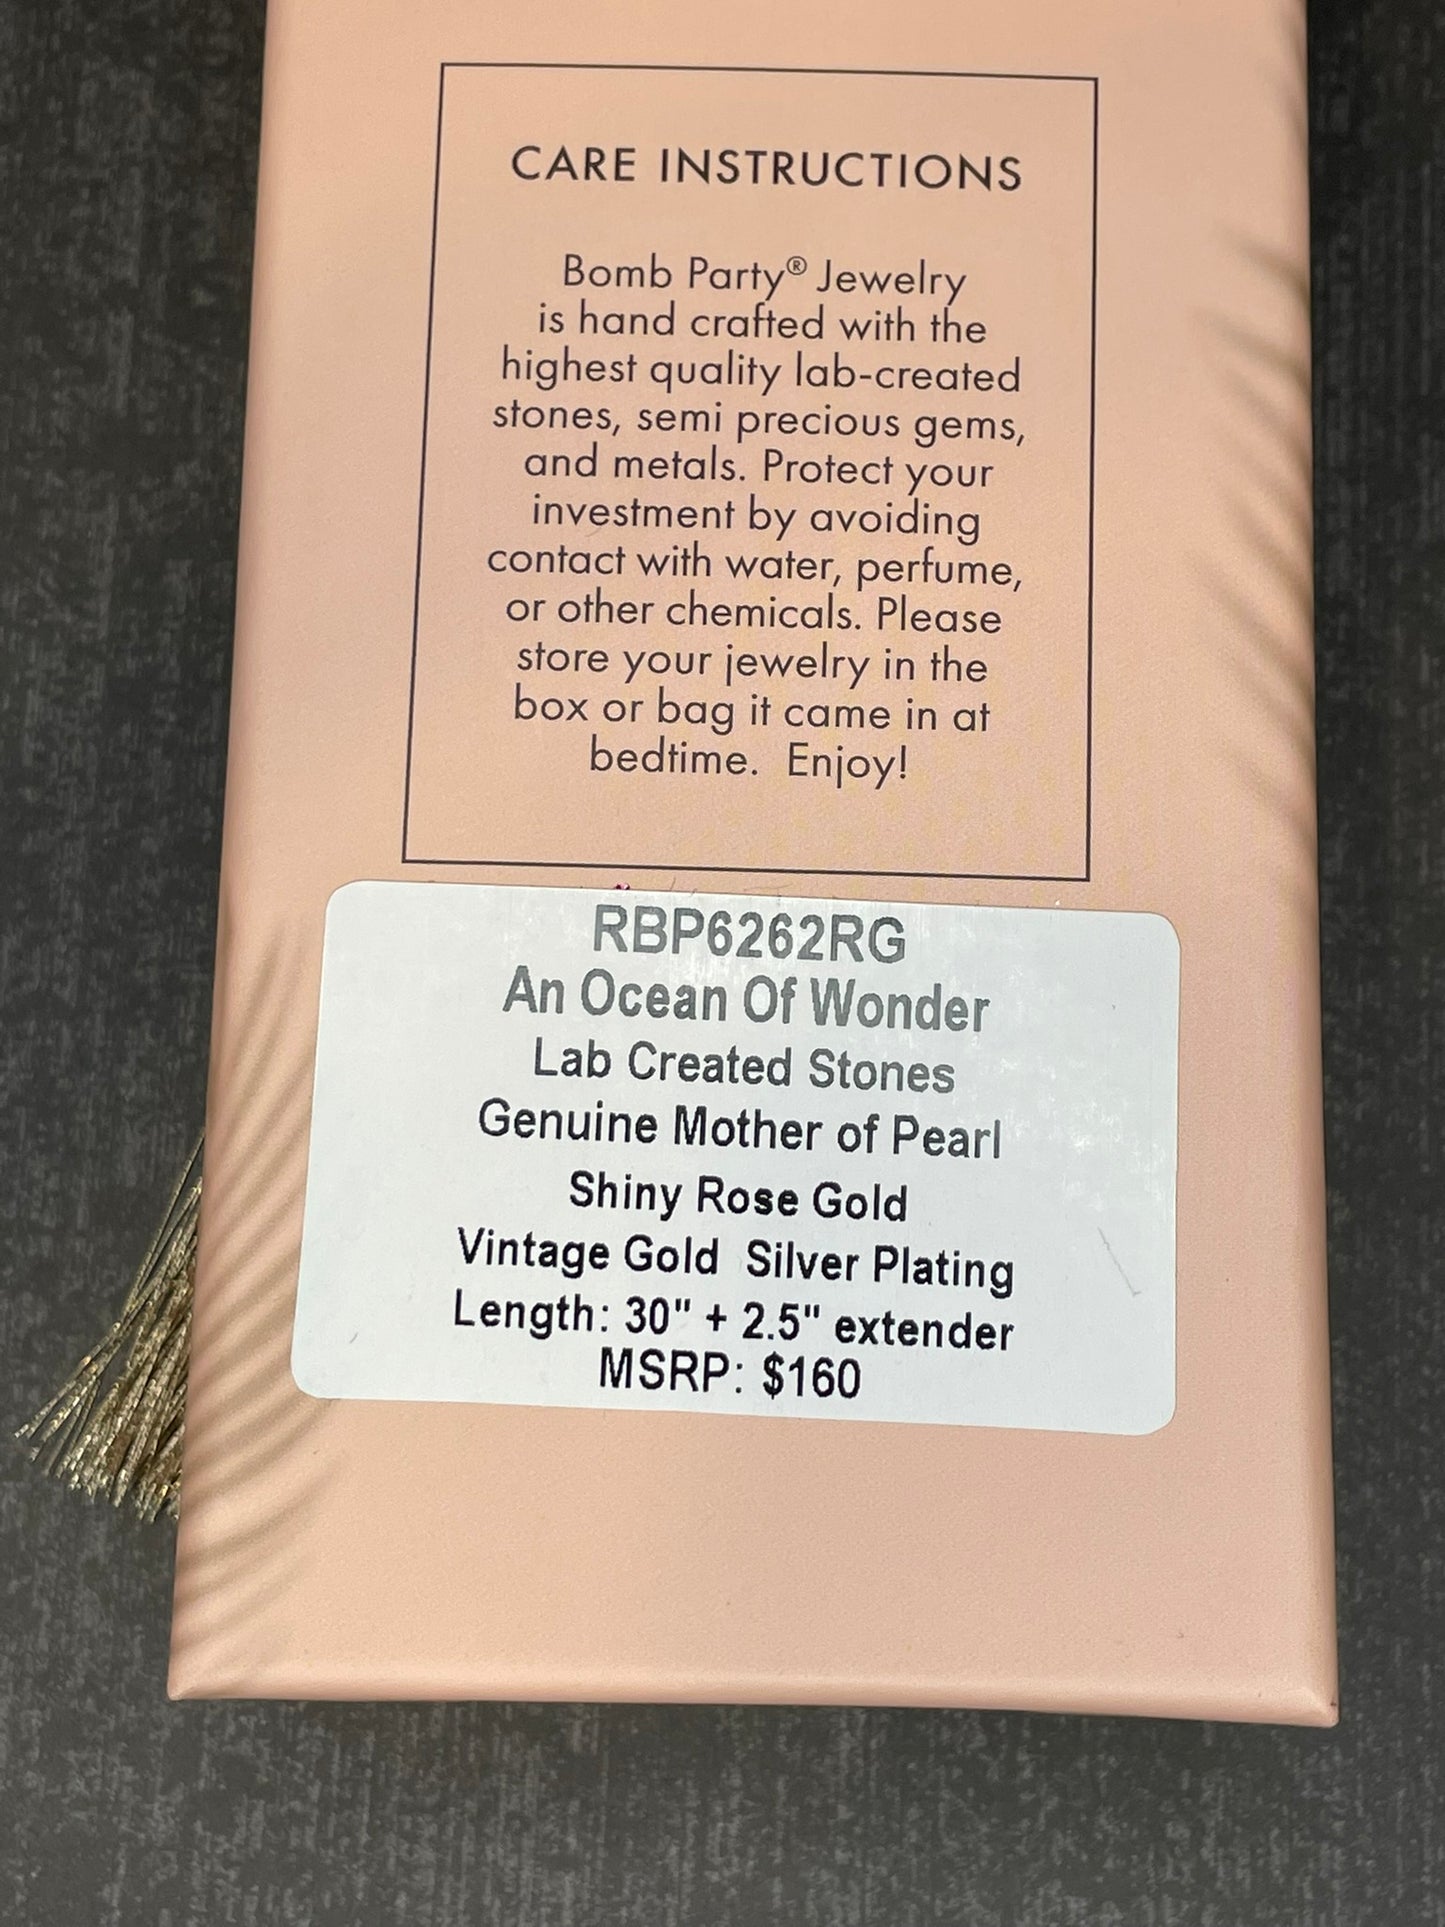 CARE INSTRUCTIONS
Bomb Party® Jewelry
is hand crafted with the
highest quality lab-created
stones, semi precious gems,
and metals. Protect your
investment by avoiding
contact with water, perfume,
or other chemicals. Please
store your jewelry in the
box or bag it came in at
bedtime.  Enjoy!
RBP6262RG
An Ocean Of Wonder
Lab Created Stones
Genuine Mother of Pearl
Shiny Rose Gold
Vintage Gold  Silver Plating
Length: 30" + 2.5" extender
MSRP: $160